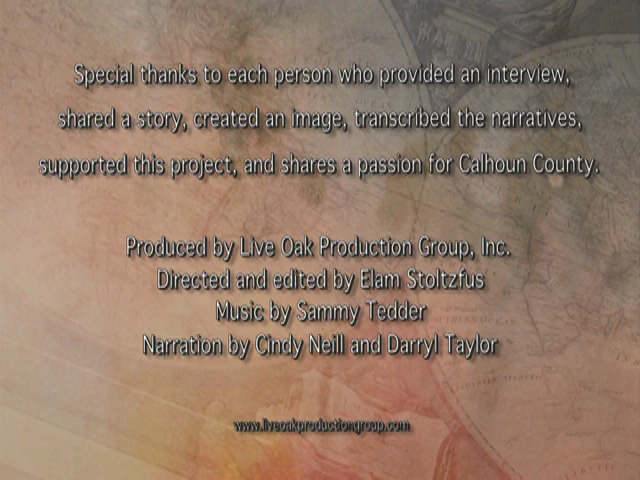 Special thanks to each person who provided an interview,
shared a story, created an image, transcribed the narratives,
supported this project, and shares a passion for Calhoun County.
Produced by Live Oak Production Group, Inc.
Directed and edited by Elam Stoltzfus
Music by Sammy Tedder
Narration by Cindy Neill and Darryl Taylor
www.liveoakproductiongroup.com